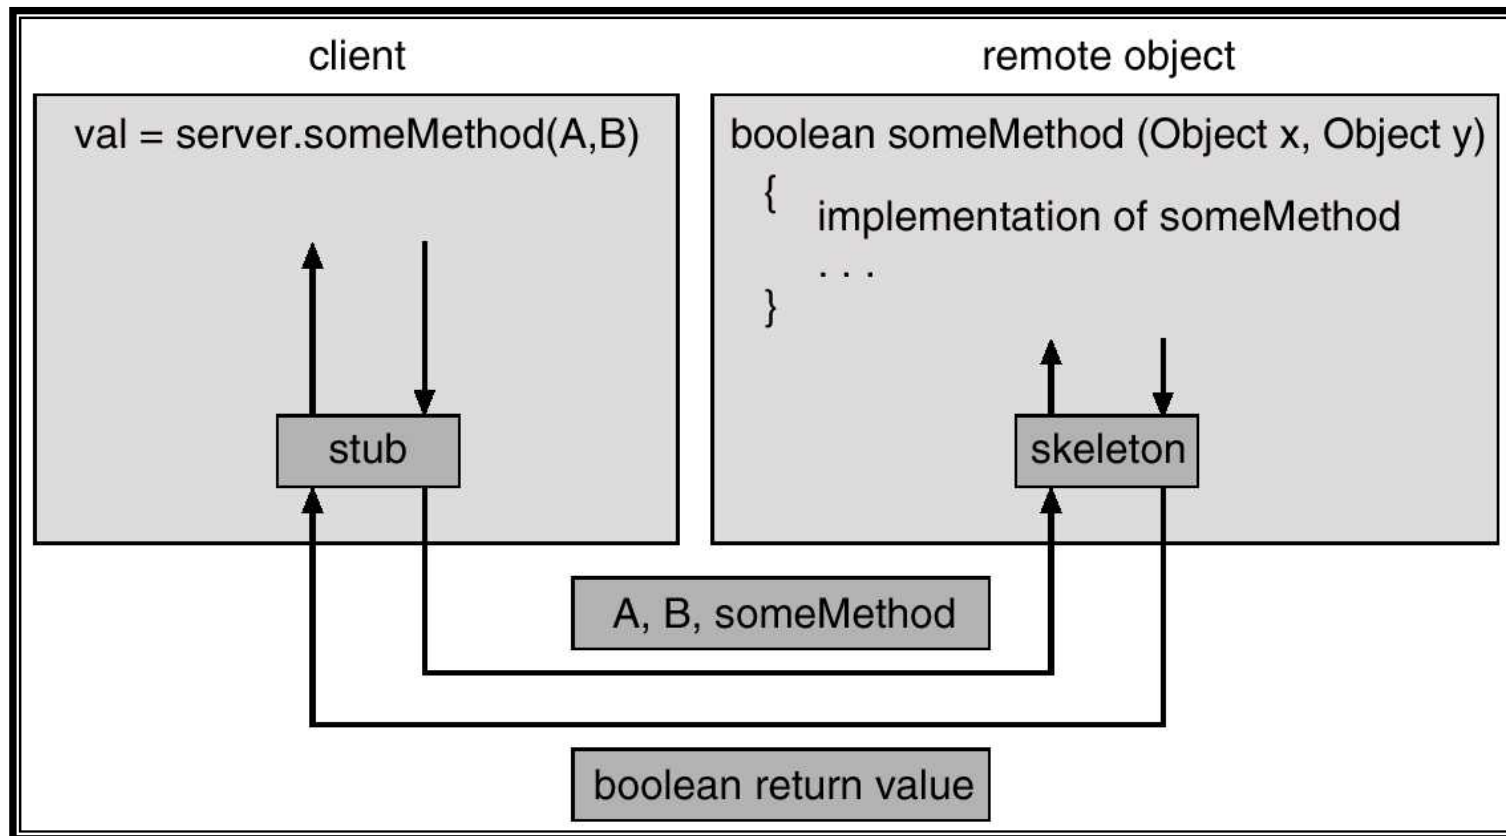 client
val = server.someMethod(A,B)
stub
remote object
boolean someMethod (Object x, Object y)
{
implementation of someMethod
. . .
}
skeleton
A, B, someMethod
boolean return value